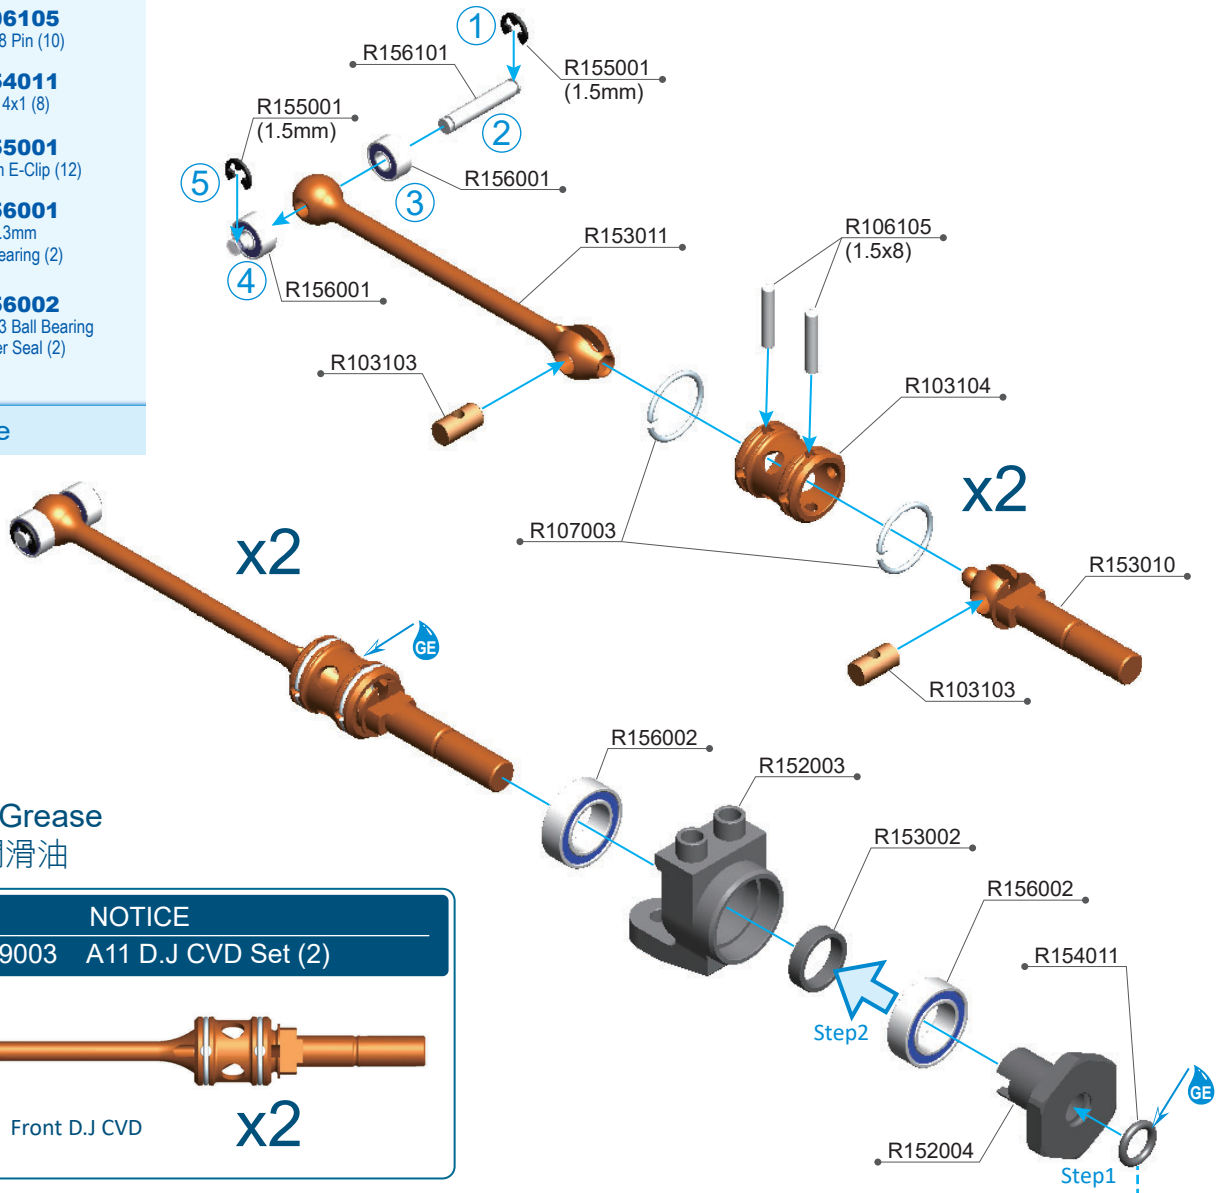 06105
8 Pin (10)
54011
4x1 (8)
55001
E-Clip (12)
56001
.3mm
earing (2)
56002
3 Ball Bearing
er Seal (2)
e
1
R156101
R155001
(1.5mm)
R155001
(1.5mm)
2
5
3
R156001
4
R156001
R153011
R106105
(1.5x8)
R103103
R103104
x2
R107003
x2
R153010
GE
R103103
R156002
R152003
Grease
滑油
R153002
R156002
NOTICE
9003 A11 D.J CVD Set (2)
R154011
Step2
GE
Front D.J CVD
x2
R152004
Step1